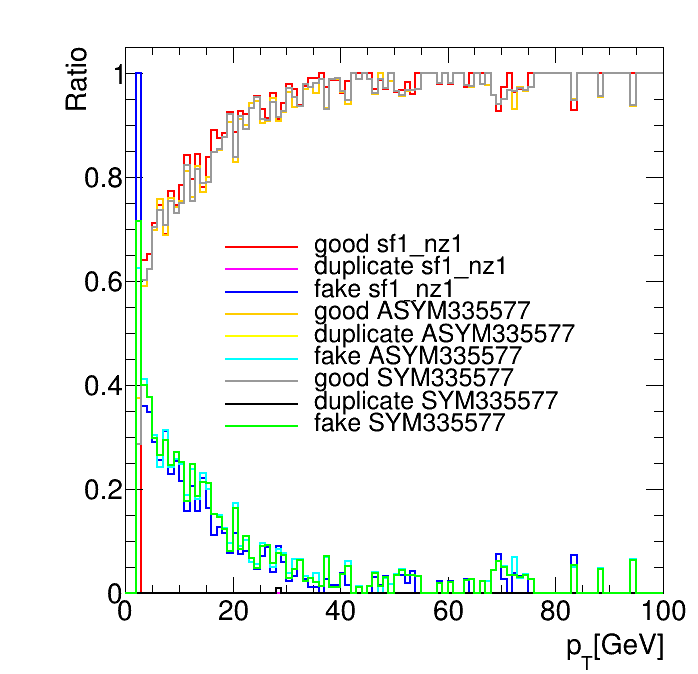 Ratio
1
0.8
0.6
0.4
0.2
0
good sf1_nz1
duplicate sf1_nz1
fake sf1_nz1
good ASYM335577
duplicate ASYM335577
fake ASYM335577
good SYM335577
duplicate SYM335577
fake SYM335577
0 20 40 60 80 100
p_T[GeV]